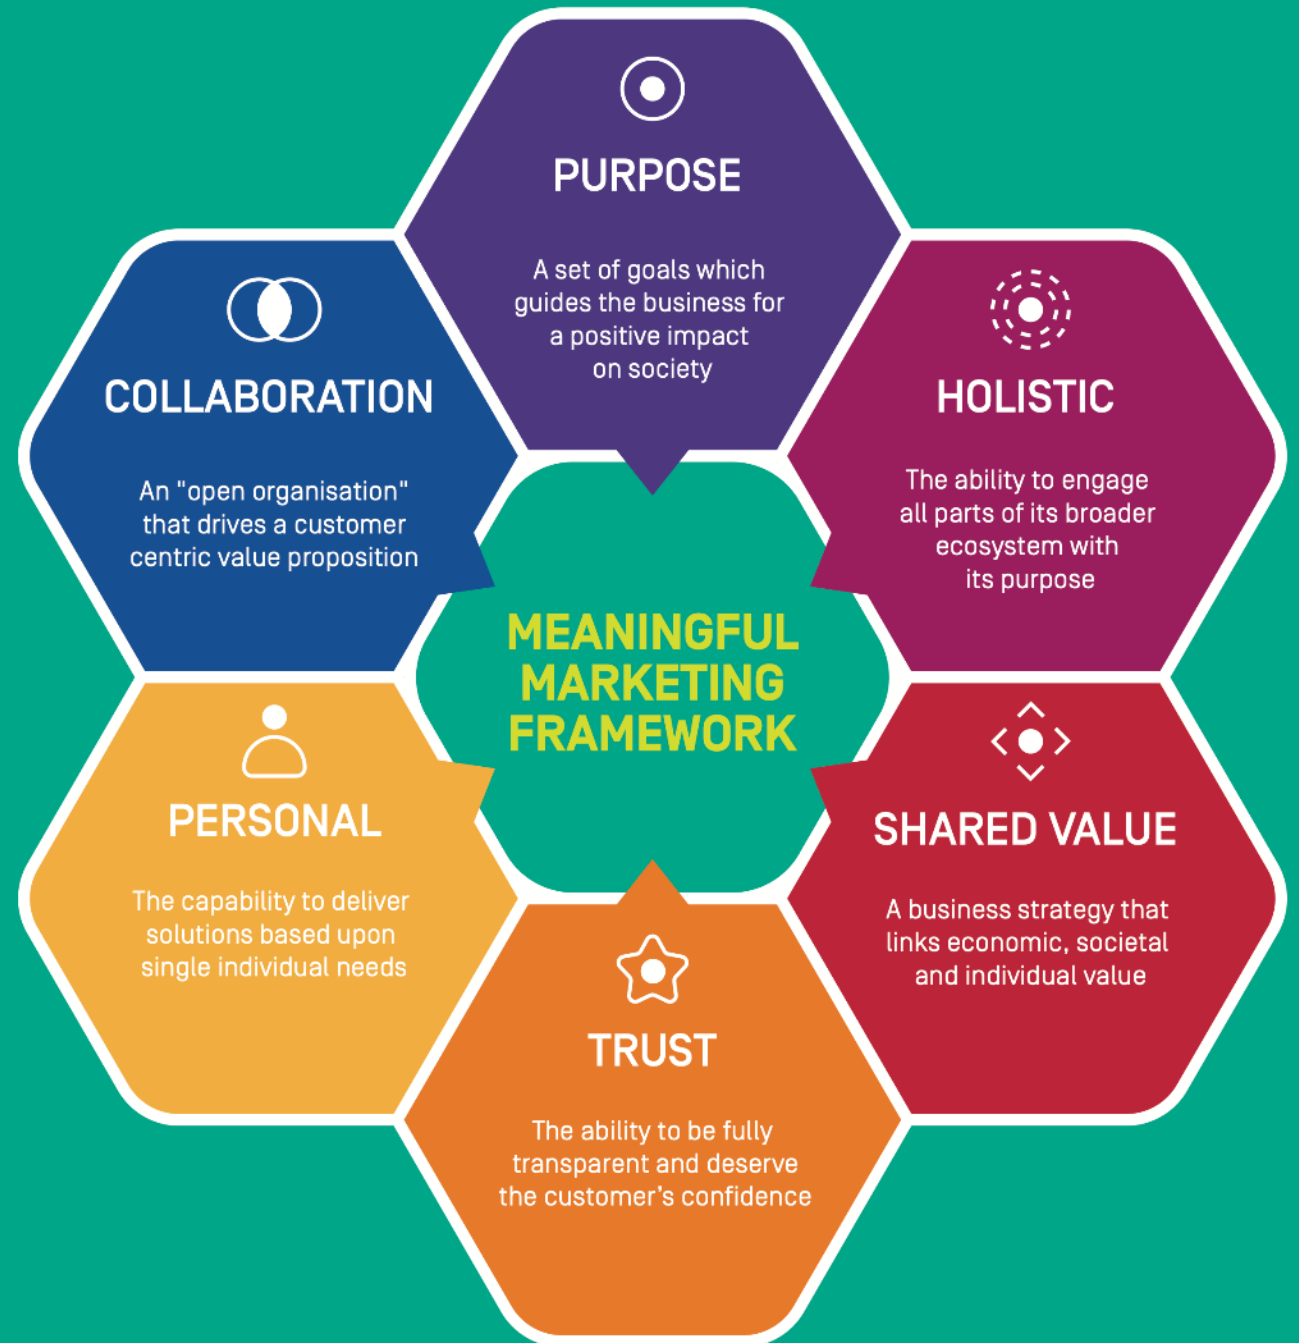 PURPOSE
A set of goals which
guides the business for
a positive impact
on society
HOLISTIC
The ability to engage
all parts of its broader
ecosystem with
its purpose
SHARED VALUE
A business strategy that
links economic, societal
and individual value
TRUST
The ability to be fully
transparent and deserve
the customer's confidence
PERSONAL
The capability to deliver
solutions based upon
single individual needs
COLLABORATION
An "open organisation"
that drives a customer
centric value proposition
MEANINGFUL
MARKETING
FRAMEWORK